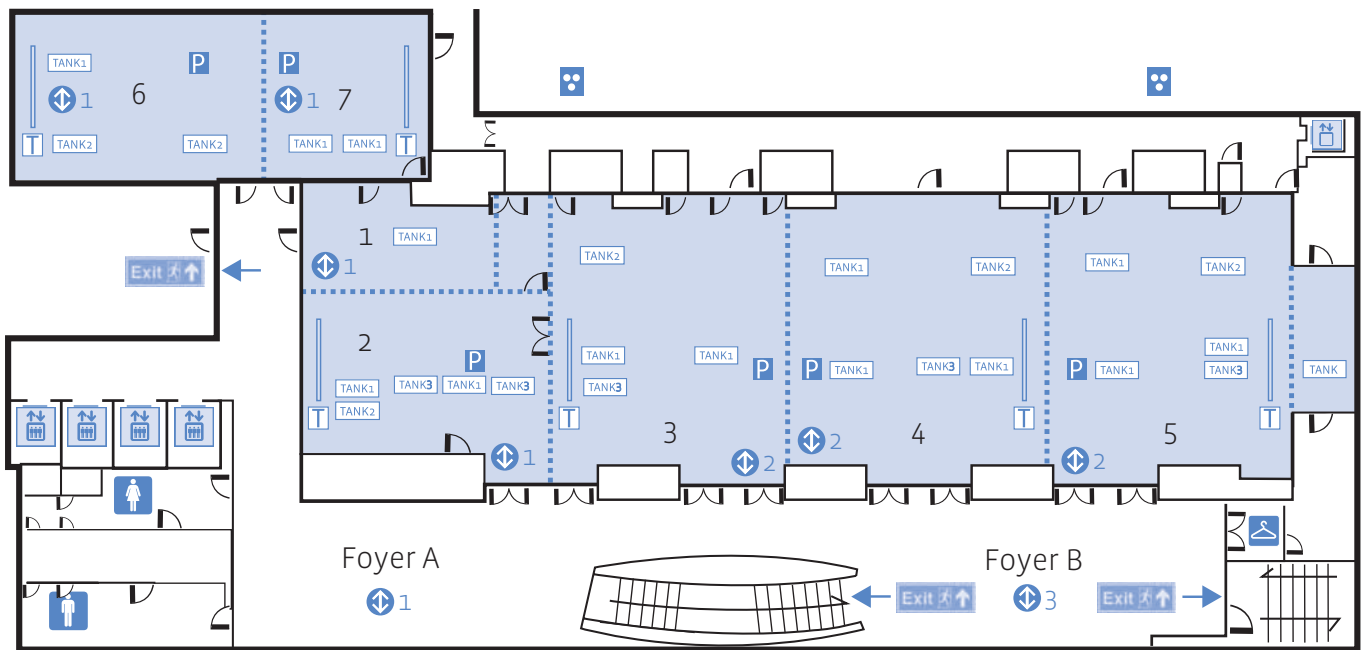 TANK1 P P
6 1 1 7
T TANK2 TANK2 TANK1 TANK1 T
1 TANK1
1
TANK2 TANK1 TANK2 TANK1 TANK2
Exit
2
P
TANK1 TANK3 TANK1 TANK3
TANK2
T
TANK1 TANK1 P
TANK3
T
P TANK1 TANK3 TANK1
T
P TANK1 TANK1
TANK3
T
TANK
3 4 5
1 2 2 2
Foyer A
1
Foyer B
3
Exit Exit